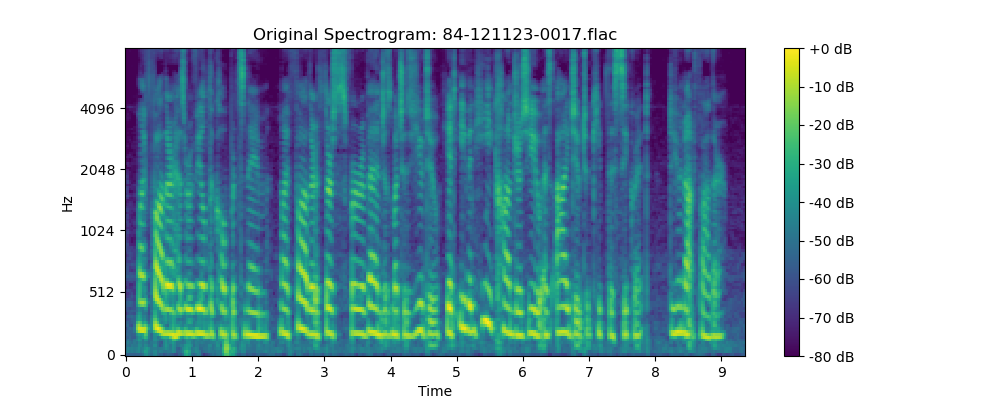 Original Spectrogram: 84-121123-0017.flac
Hz
4096
2048
1024
512
0
0 1 2 3 4 5 6 7 8 9
Time
+0 dB
-10 dB
-20 dB
-30 dB
-40 dB
-50 dB
-60 dB
-70 dB
-80 dB